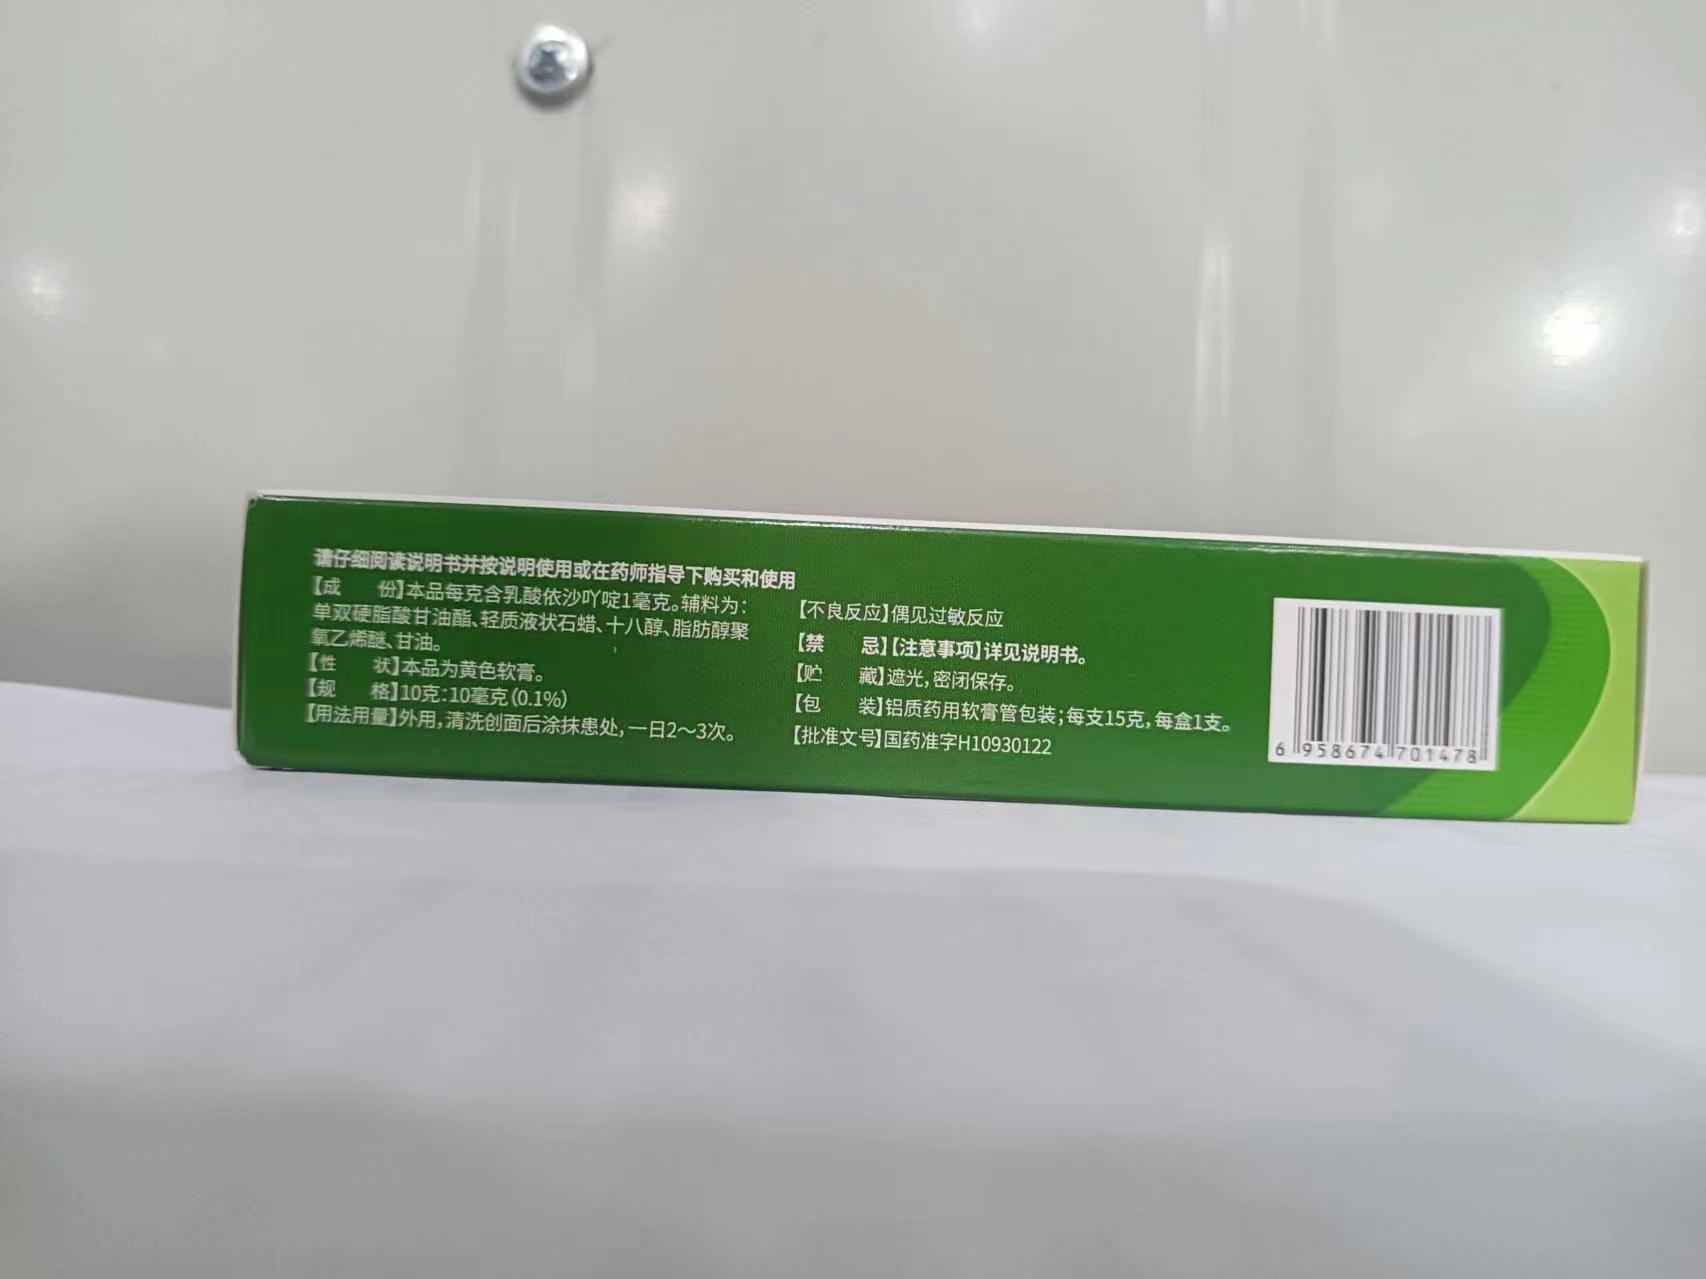 请仔细阅读说明书并按说明使用或在药师指导下购买和使用
【成　份】本品每克含乳酸依沙吖啶1毫克。辅料为：
单双硬脂酸甘油酯、轻质液状石蜡、十八醇、脂肪醇聚
氧乙烯醚、甘油。
【性　状】本品为黄色软膏。
【规　格】10克：10毫克（0.1%）
【用法用量】外用，清洗创面后涂抹患处，一日2～3次。
【不良反应】偶见过敏反应
【禁　忌】【注意事项】详见说明书。
【贮　藏】遮光，密闭保存。
【包　装】铝质药用软膏管包装；每支15克，每盒1支。
【批准文号】国药准字H10930122
6 958674 701478